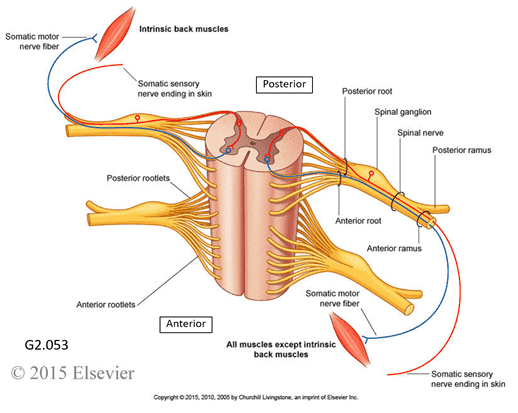 Somatic motor
nerve fiber
Intrinsic back muscles
Somatic sensory
nerve ending in skin
Posterior
Posterior root
Spinal ganglion
Spinal nerve
Posterior ramus
Posterior rootlets
Anterior root
Anterior ramus
Anterior rootlets
Somatic motor
nerve fiber
Anterior
All muscles except intrinsic
back muscles
G2.053
Somatic sensory
nerve ending in skin
© 2015 Elsevier
Copyright © 2015, 2010, 2005 by Churchill Livingstone, an imprint of Elsevier Inc.